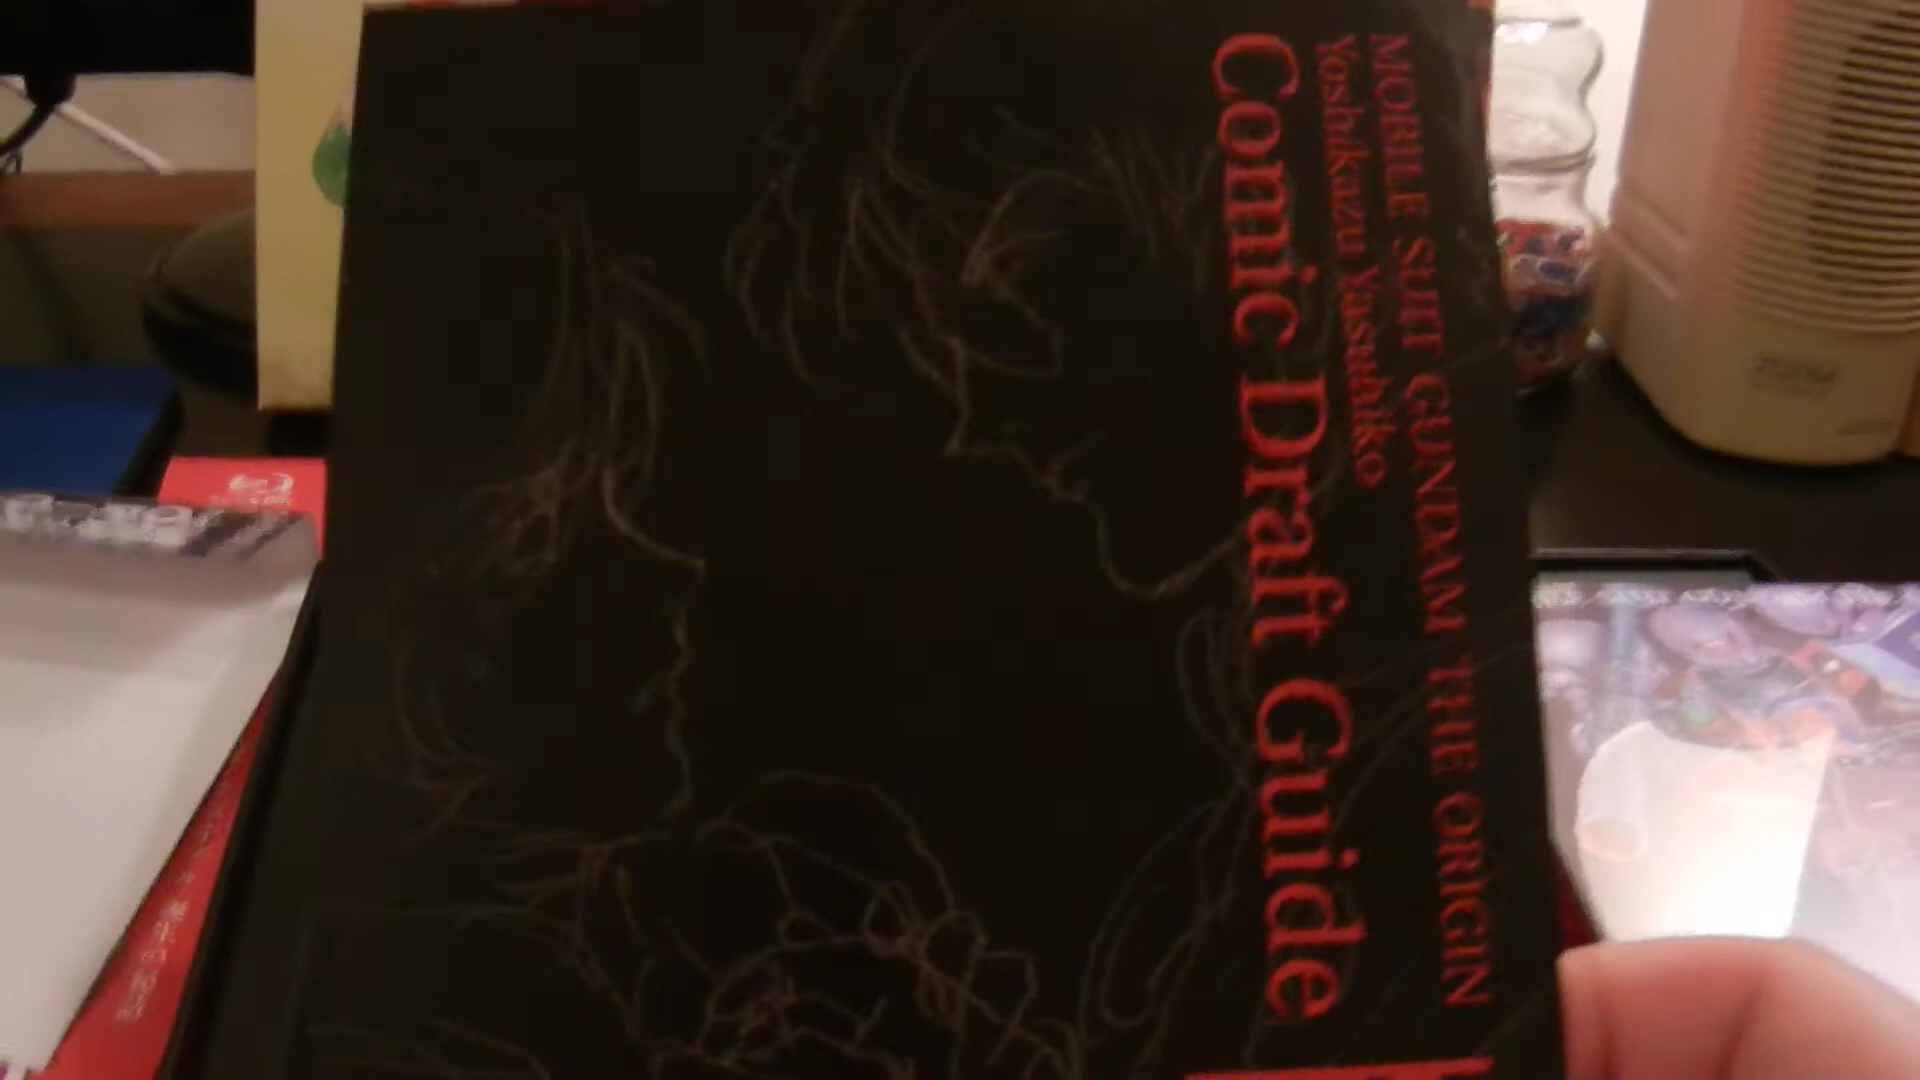 MOBILE SUIT GUNDAM THE ORIGIN
Yoshikazu Yasuhiko
Comic Draft Guide